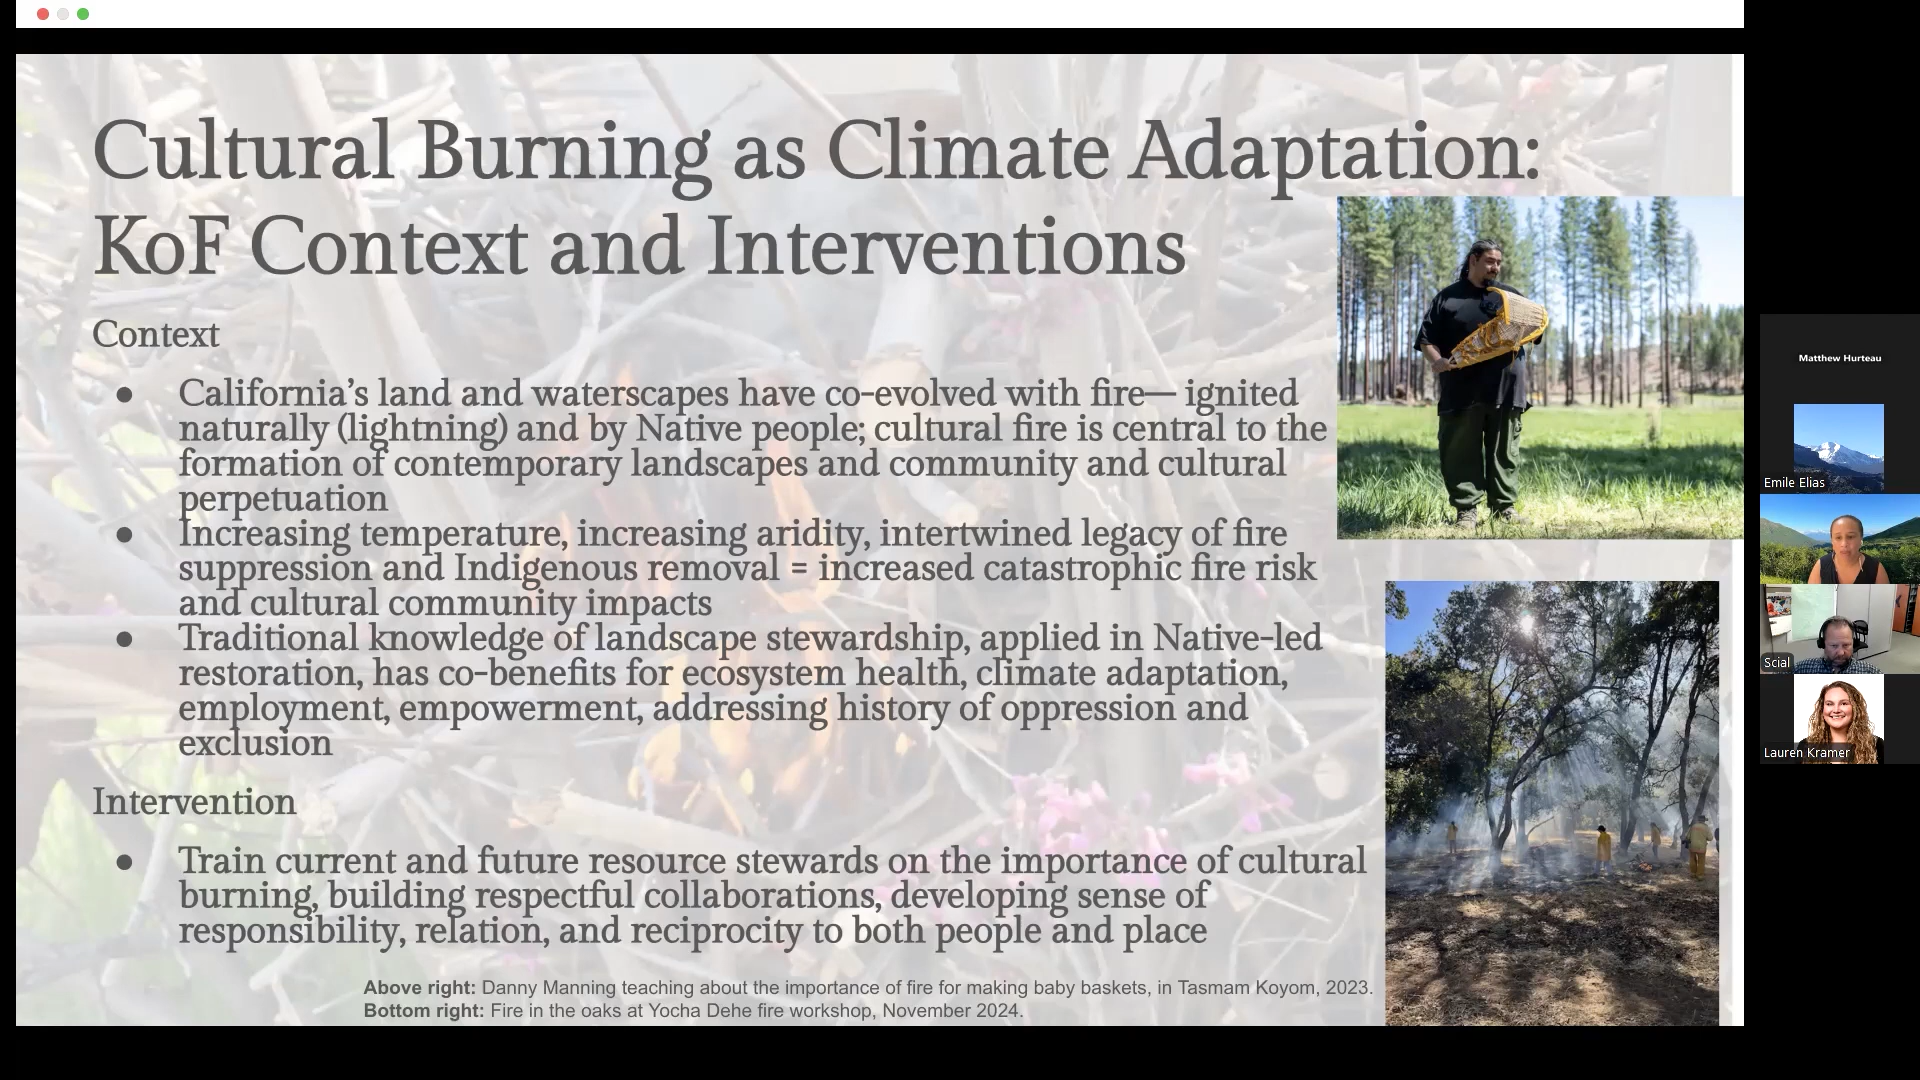 Cultural Burning as Climate Adaptation:
KoF Context and Interventions
Context
● California’s land and waterscapes have co-evolved with fire— ignited
naturally (lightning) and by Native people; cultural fire is central to the
formation of contemporary landscapes and community and cultural
perpetuation
● Increasing temperature, increasing aridity, intertwined legacy of fire
suppression and Indigenous removal = increased catastrophic fire risk
and cultural community impacts
● Traditional knowledge of landscape stewardship, applied in Native-led
restoration, has co-benefits for ecosystem health, climate adaptation,
employment, empowerment, addressing history of oppression and
exclusion
Intervention
● Train current and future resource stewards on the importance of cultural
burning, building respectful collaborations, developing sense of
responsibility, relation, and reciprocity to both people and place
Above right: Danny Manning teaching about the importance of fire for making baby baskets, in Tasmam Koyom, 2023.
Bottom right: Fire in the oaks at Yocha Dehe fire workshop, November 2024.
Matthew Hurteau
Emile Elias
Scial
Lauren Kramer